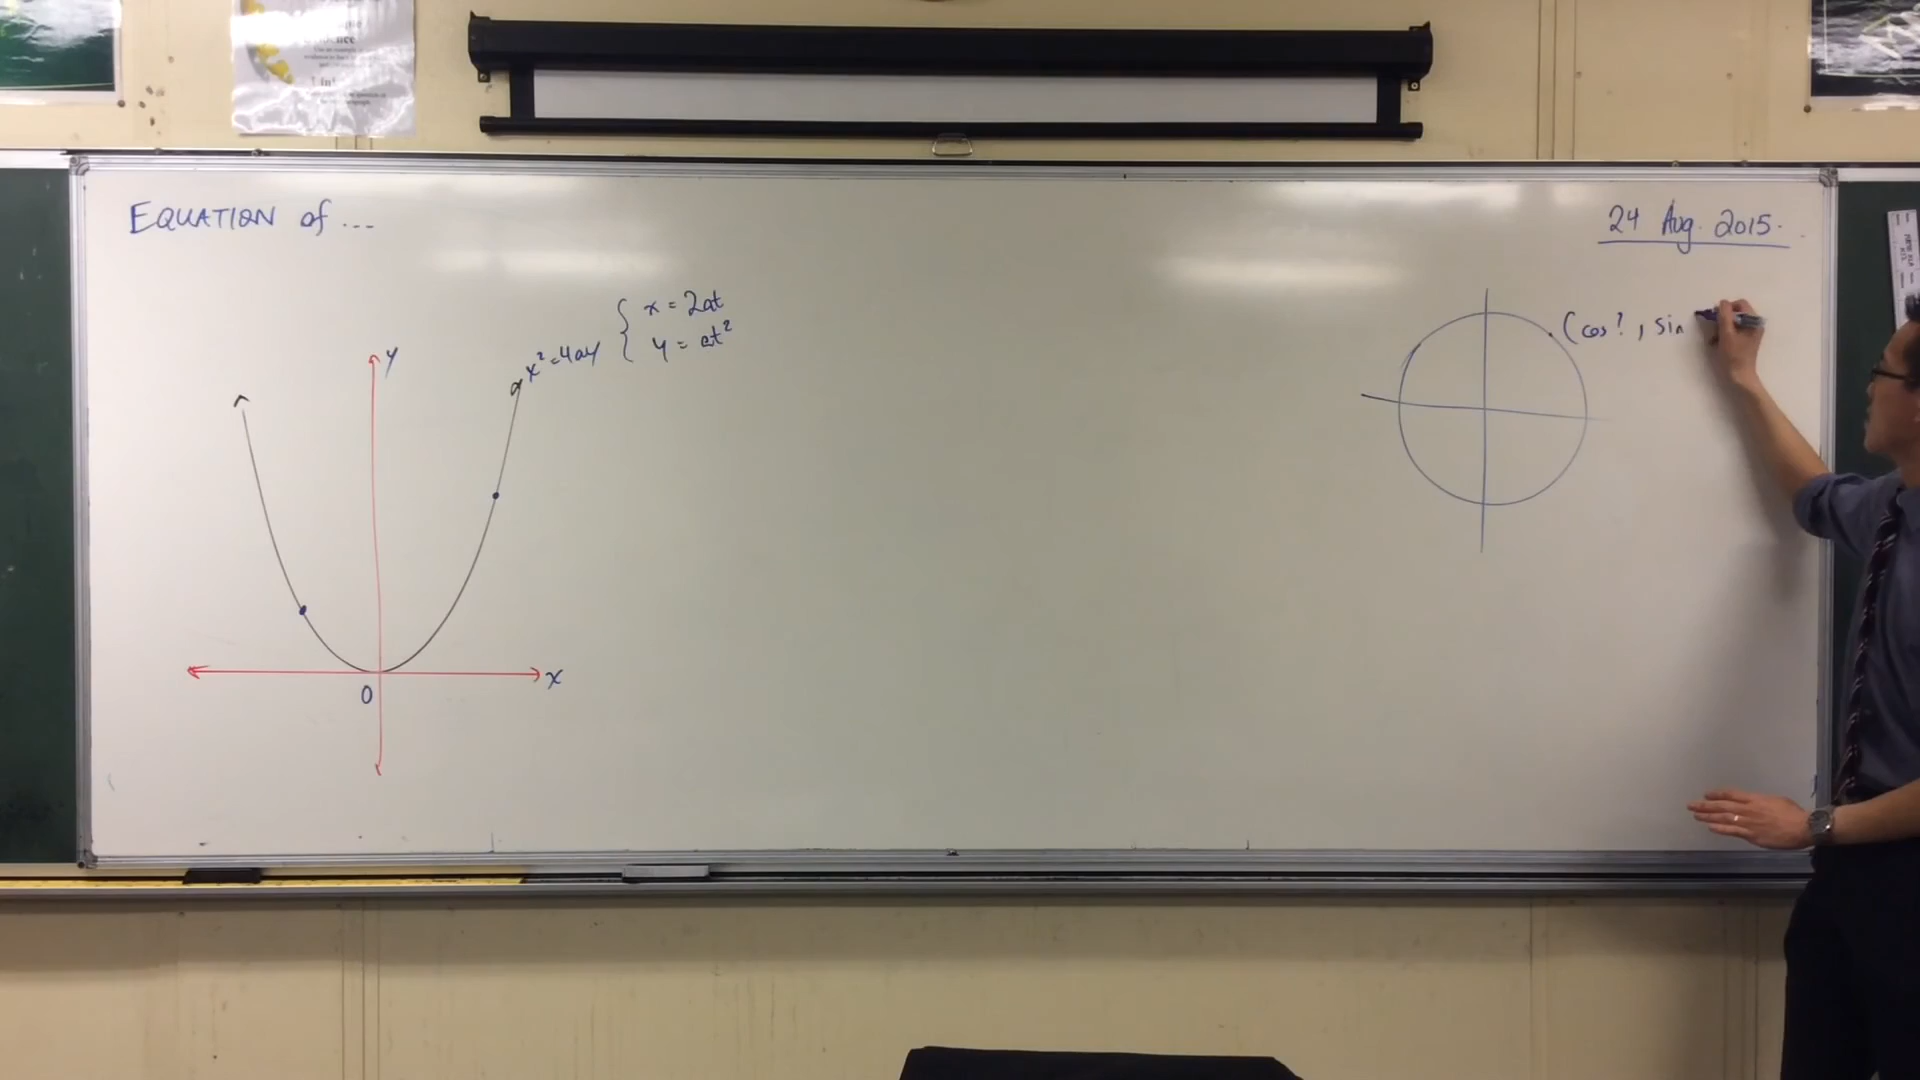 EQUATION of ...
24 Aug. 2015.
x = 2at
y = at²
x² = 4ay
y
x
0
(cos?, sin